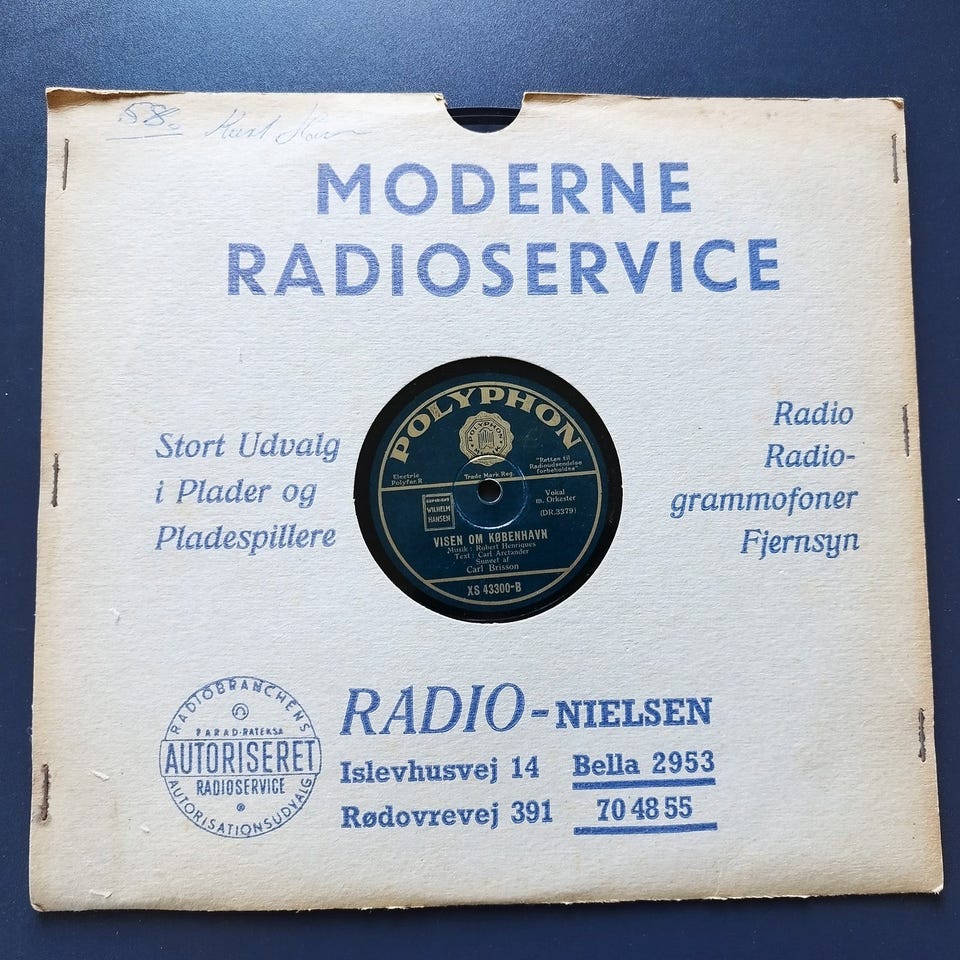 MODERNE
RADIOSERVICE
Stort Udvalg
i Plader og
Pladespillere
Radio
Radio-
grammofoner
Fjernsyn
POLYPHON
POLYPHON
Trade Mark Reg.
Electric
Polyfar.R
"Retten til
Radioudsendelse
forbeholdes"
COPYRIGHT
WILHELM
HANSEN
Vokal
m. Orkester
(DR.3379)
VISEN OM KØBENHAVN
Musik : Robert Henriques
Text : Carl Arctander
Sunget af
Carl Brisson
XS 43300-B
RADIOBRANCHENS
PARAD-RATEKSA
AUTORISERET
RADIOSERVICE
AUTORISATIONSUDVALG
RADIO-NIELSEN
Islevhusvej 14 Bella 2953
Rødovrevej 391 70 48 55